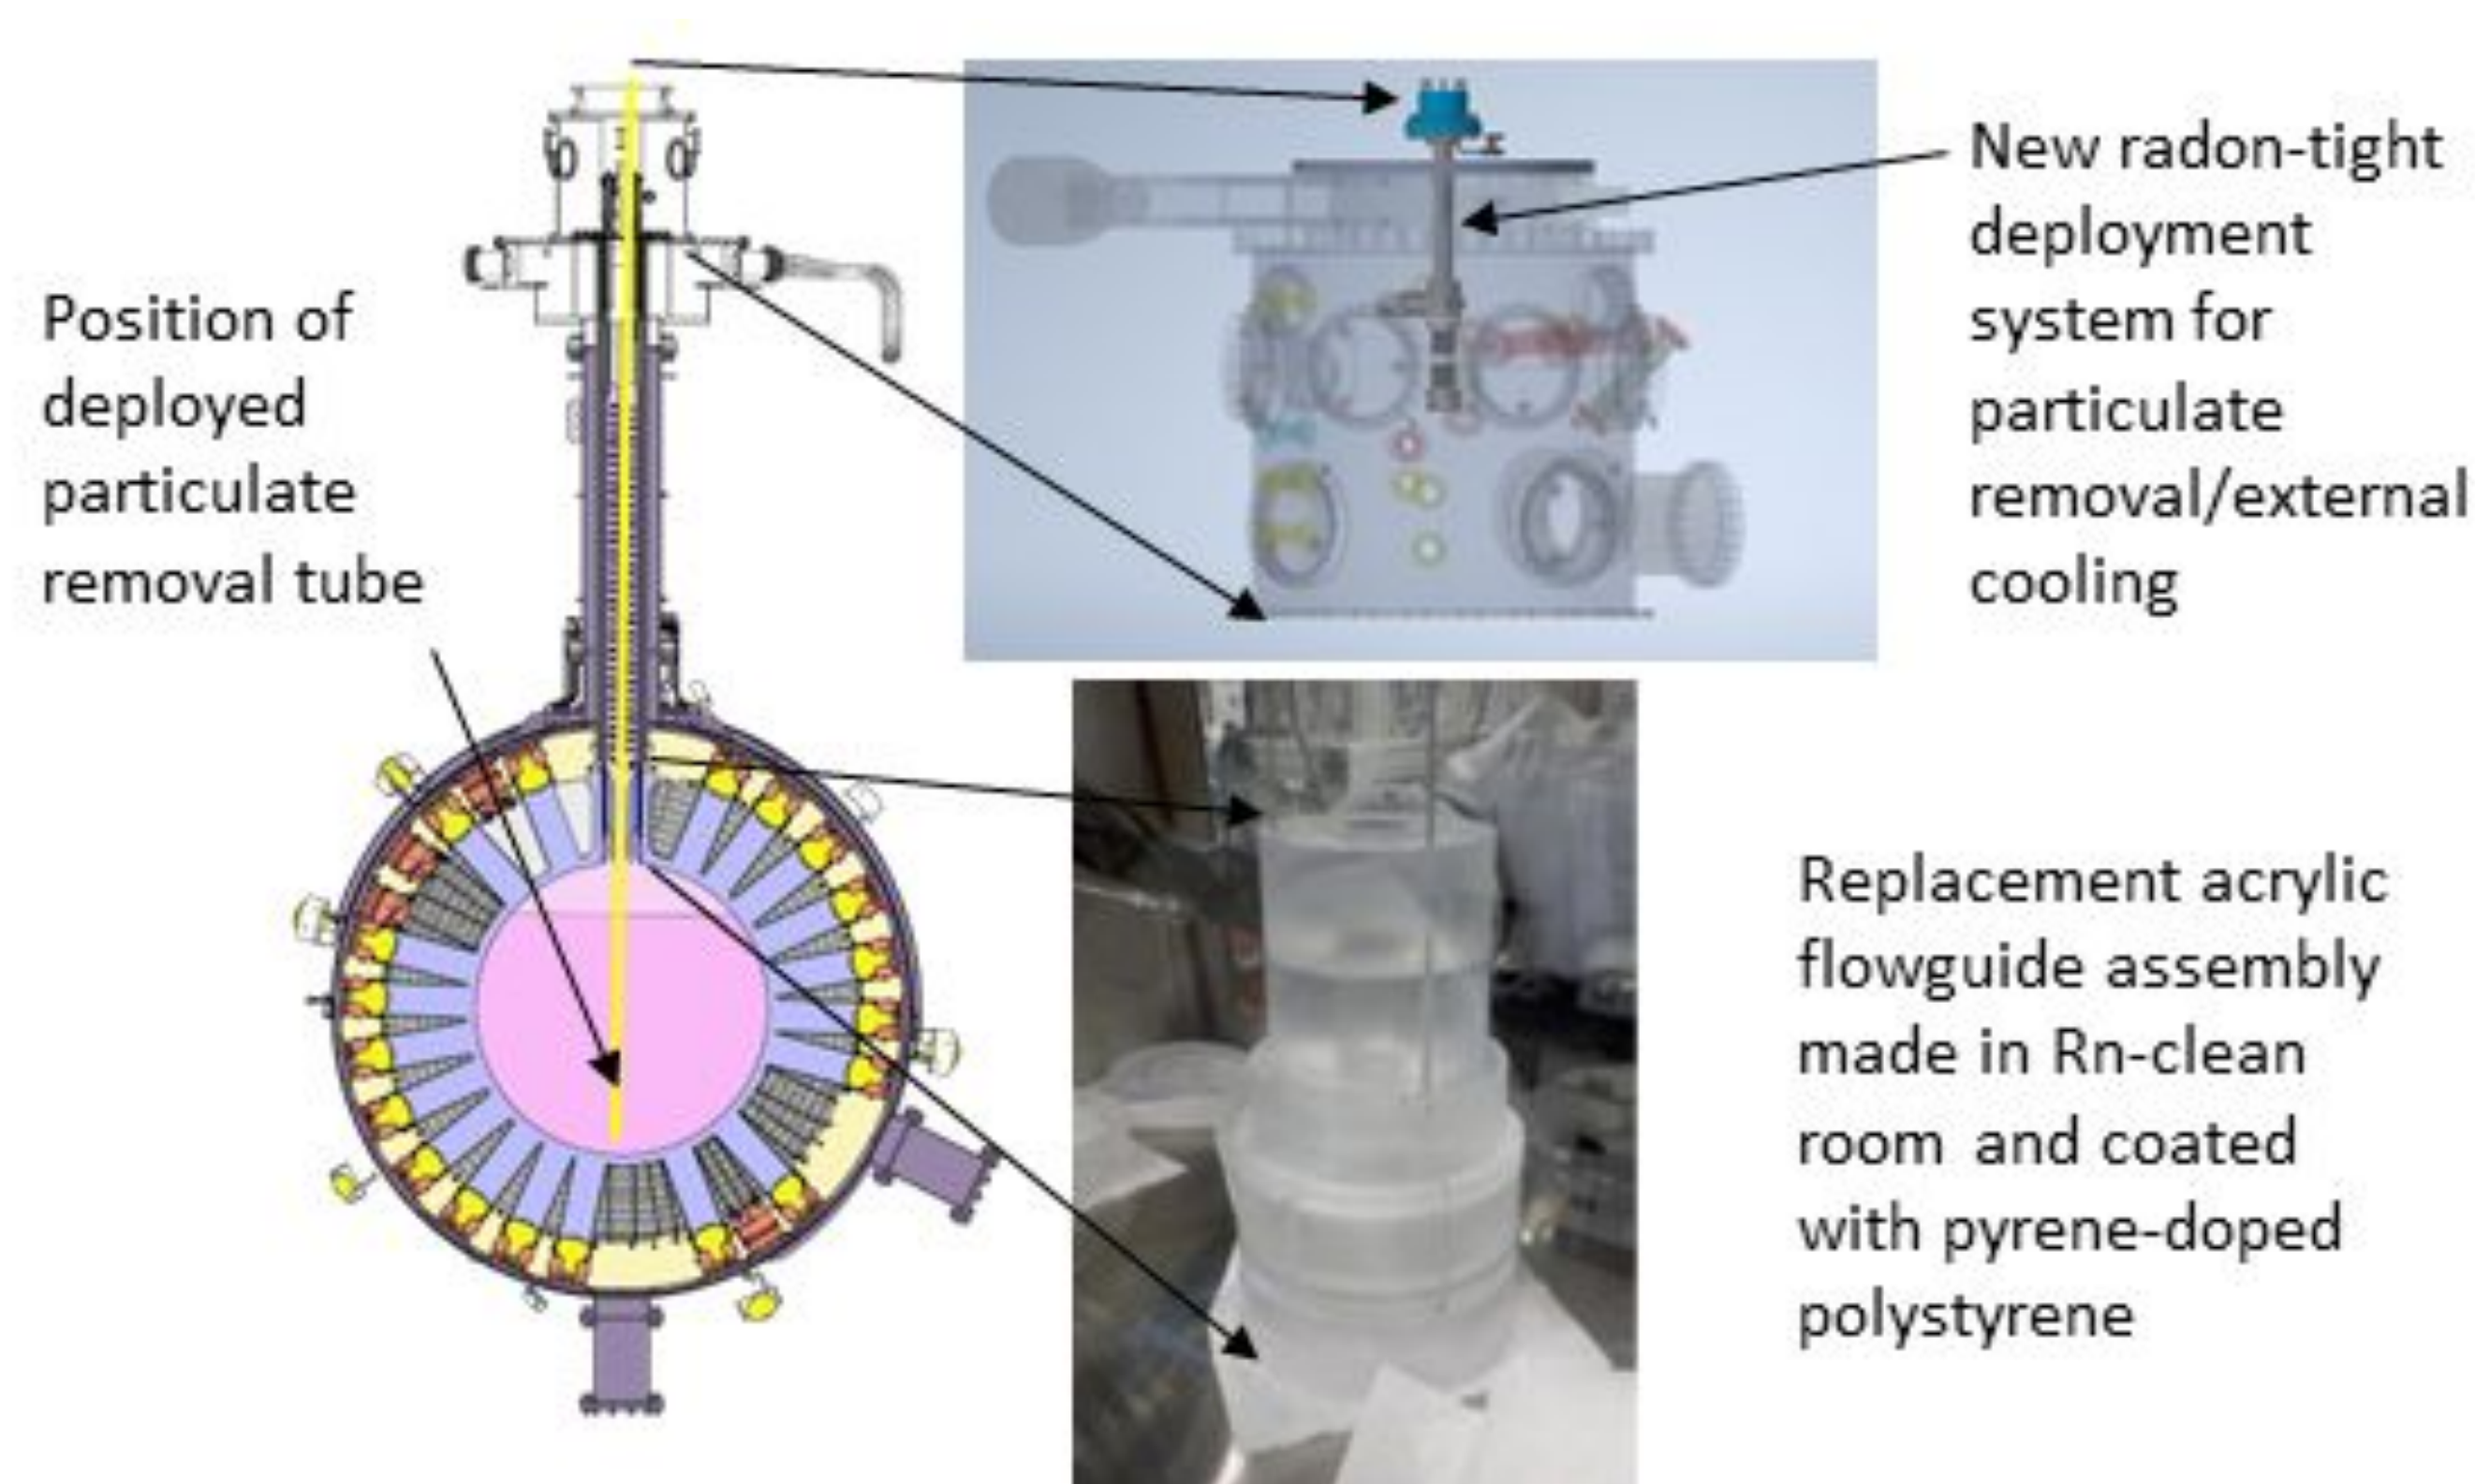 Position of
deployed
particulate
removal tube
New radon-tight
deployment
system for
particulate
removal/external
cooling
Replacement acrylic
flowguide assembly
made in Rn-clean
room and coated
with pyrene-doped
polystyrene